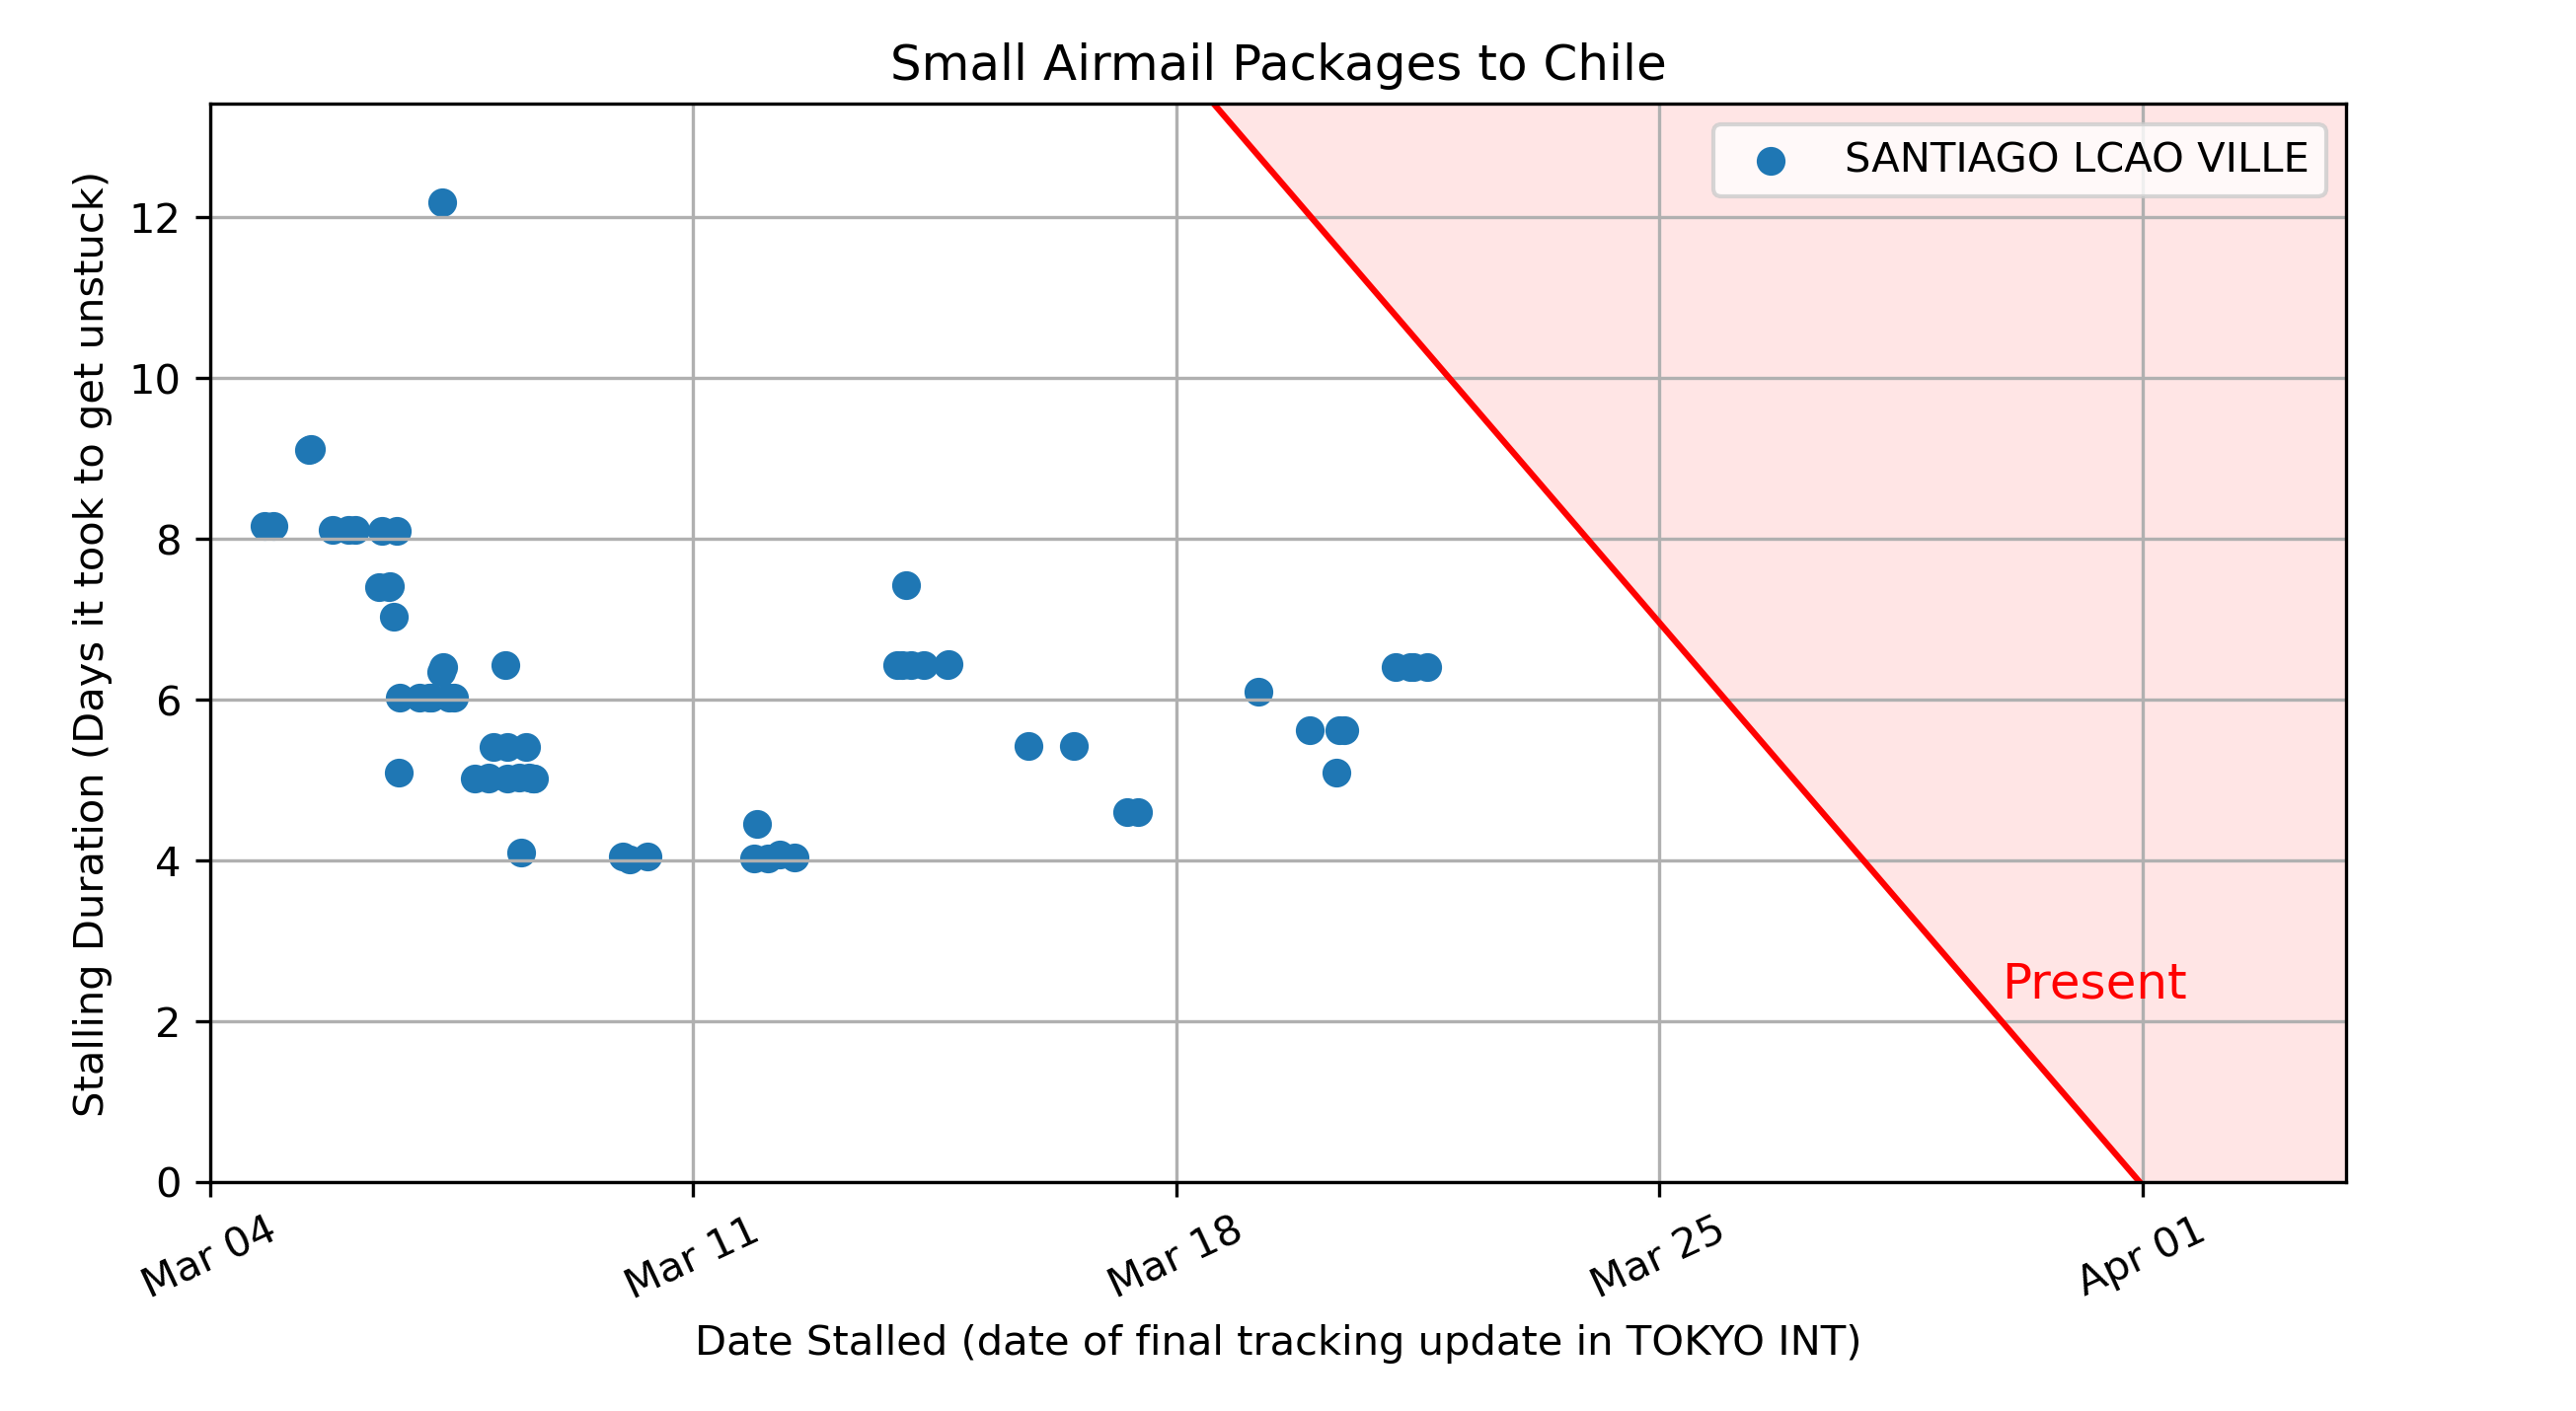 Small Airmail Packages to Chile
SANTIAGO LCAO VILLE
Stalling Duration (Days it took to get unstuck)
12
10
8
6
4
2
0
Present
Mar 04
Mar 11
Mar 18
Mar 25
Apr 01
Date Stalled (date of final tracking update in TOKYO INT)